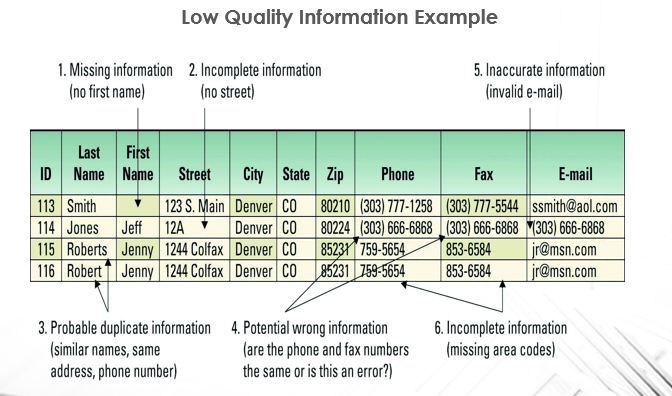 Low Quality Information Example
1. Missing information
(no first name)
2. Incomplete information
(no street)
5. Inaccurate information
(invalid e-mail)
ID Last Name First Name Street City State Zip Phone Fax E-mail
113 Smith 123 S. Main Denver CO 80210 (303) 777-1258 (303) 777-5544 ssmith@aol.com
114 Jones Jeff 12A Denver CO 80224 (303) 666-6868 (303) 666-6868 (303) 666-6868
115 Roberts Jenny 1244 Colfax Denver CO 85231 759-5654 853-6584 jr@msn.com
116 Robert Jenny 1244 Colfax Denver CO 85231 759-5654 853-6584 jr@msn.com
3. Probable duplicate information
(similar names, same
address, phone number)
4. Potential wrong information
(are the phone and fax numbers
the same or is this an error?)
6. Incomplete information
(missing area codes)